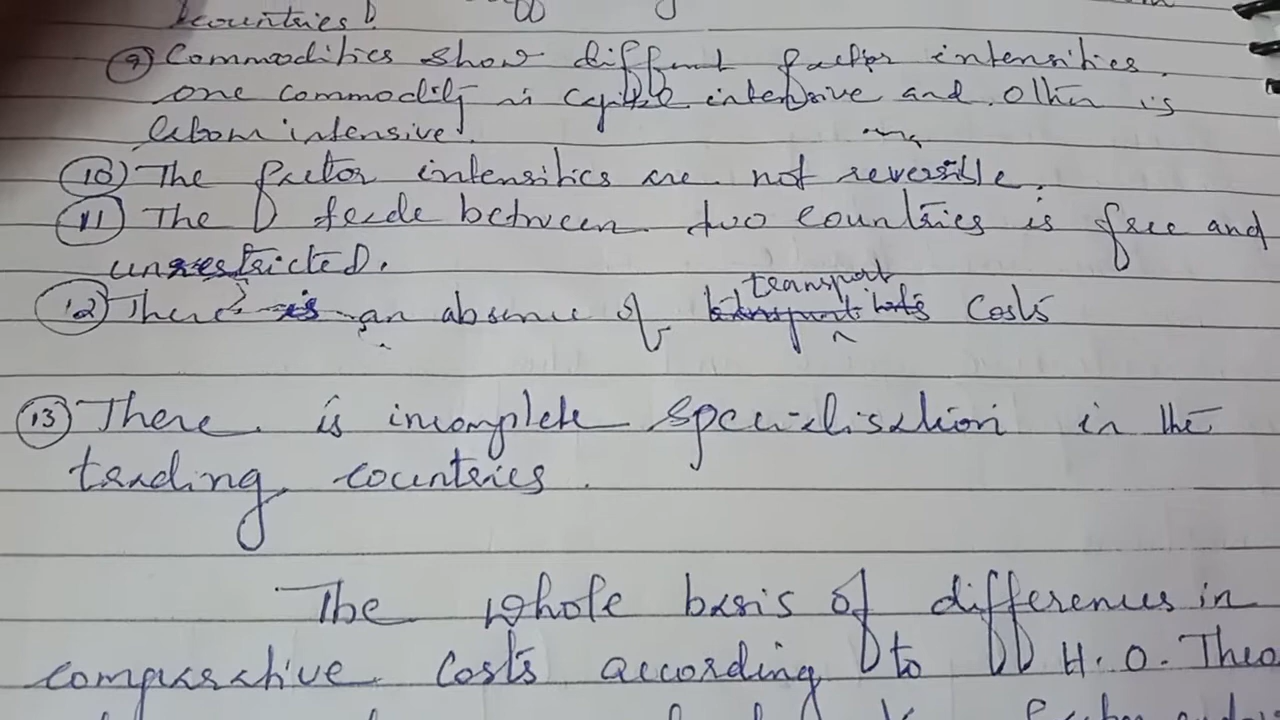 countries.
(9) Commodities show different factor intensities.
one commodity is capital intensive and other is
labour intensive.
(10) The factor intensities are not reversible.
(11) The trade between two countries is free and
unrestricted.
transport
(12) There is an absence of costs
(13) There is incomplete specialisation in the
trading countries.
The whole basis of differences in
comparative costs according to H.O. Theo